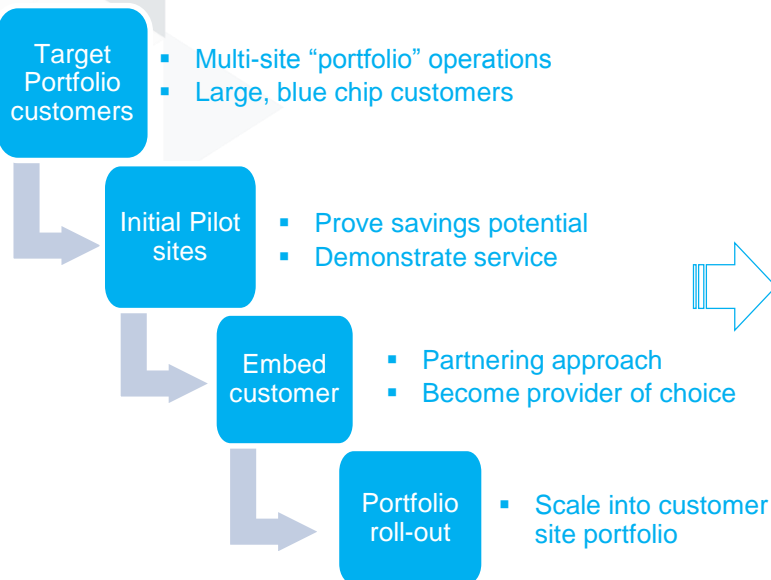 Target
Portfolio
customers
▪ Multi-site “portfolio” operations
▪ Large, blue chip customers
Initial Pilot
sites
▪ Prove savings potential
▪ Demonstrate service
Embed
customer
▪ Partnering approach
▪ Become provider of choice
Portfolio
roll-out
▪ Scale into customer
site portfolio